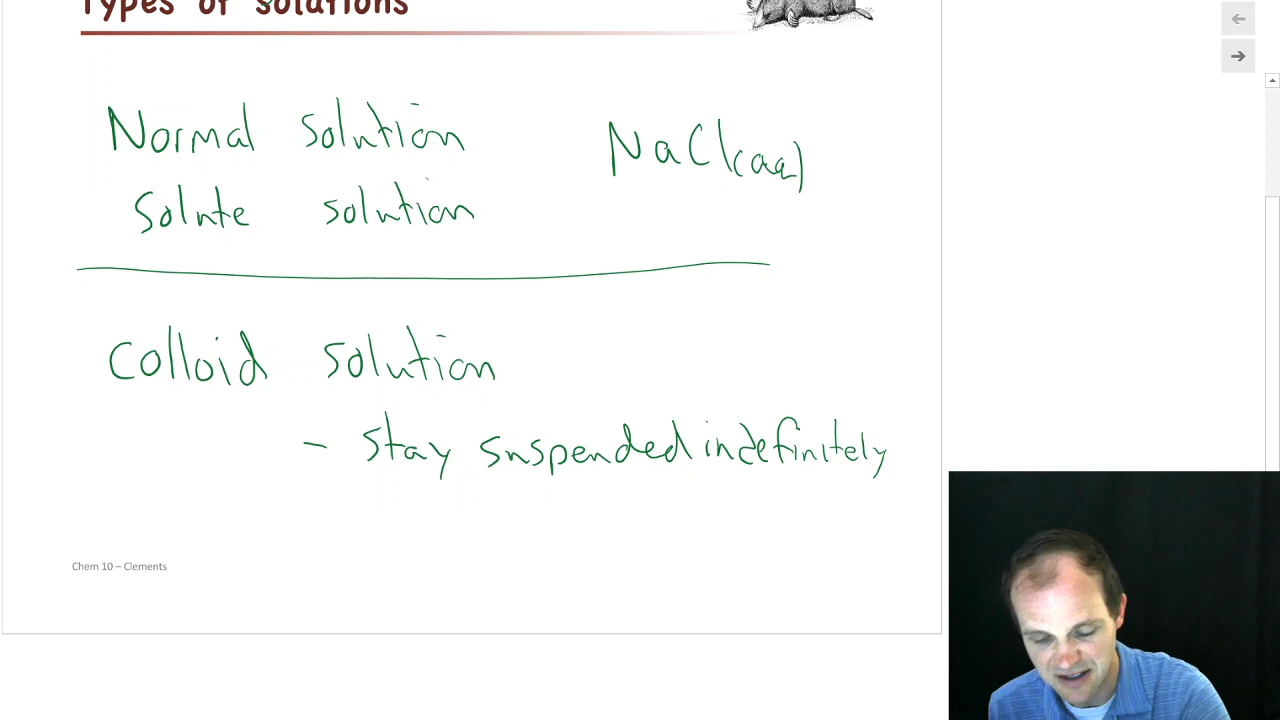 Types of solutions
Normal solution NaCl(aq)
Solute solution
Colloid solution
- stay suspended indefinitely
Chem 10 – Clements